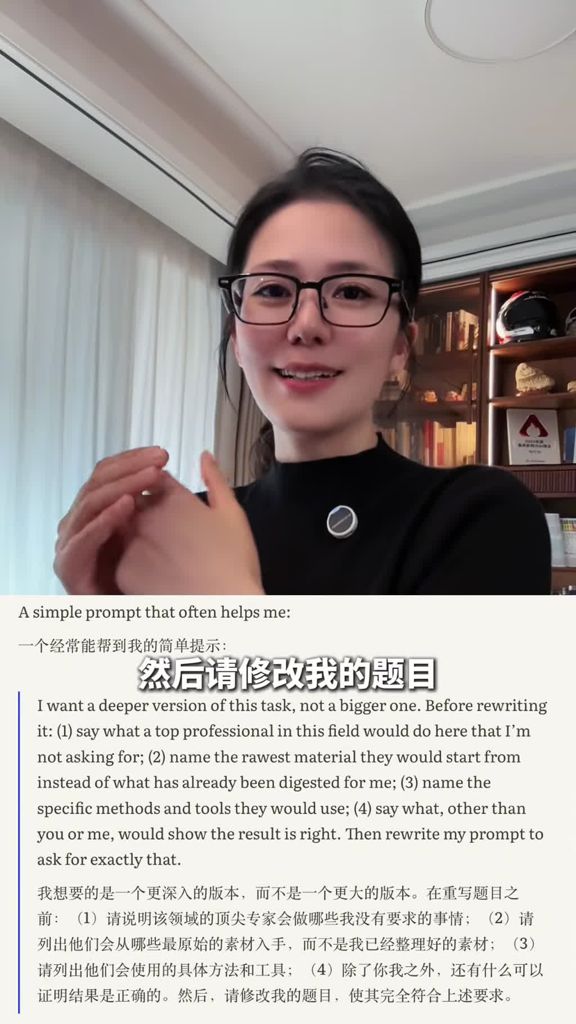 A simple prompt that often helps me:
一个经常能帮到我的简单提示：
然后请修改我的题目
I want a deeper version of this task, not a bigger one. Before rewriting
it: (1) say what a top professional in this field would do here that I’m
not asking for; (2) name the rawest material they would start from
instead of what has already been digested for me; (3) name the
specific methods and tools they would use; (4) say what, other than
you or me, would show the result is right. Then rewrite my prompt to
ask for exactly that.
我想要的是一个更深入的版本，而不是一个更大的版本。在重写题目之
前：（1）请说明该领域的顶尖专家会做哪些我没有要求的事情；（2）请
列出他们会从哪些最原始的素材入手，而不是我已经整理好的素材；（3）
请列出他们会使用的具体方法和工具；（4）除了你我之外，还有什么可以
证明结果是正确的。然后，请修改我的题目，使其完全符合上述要求。